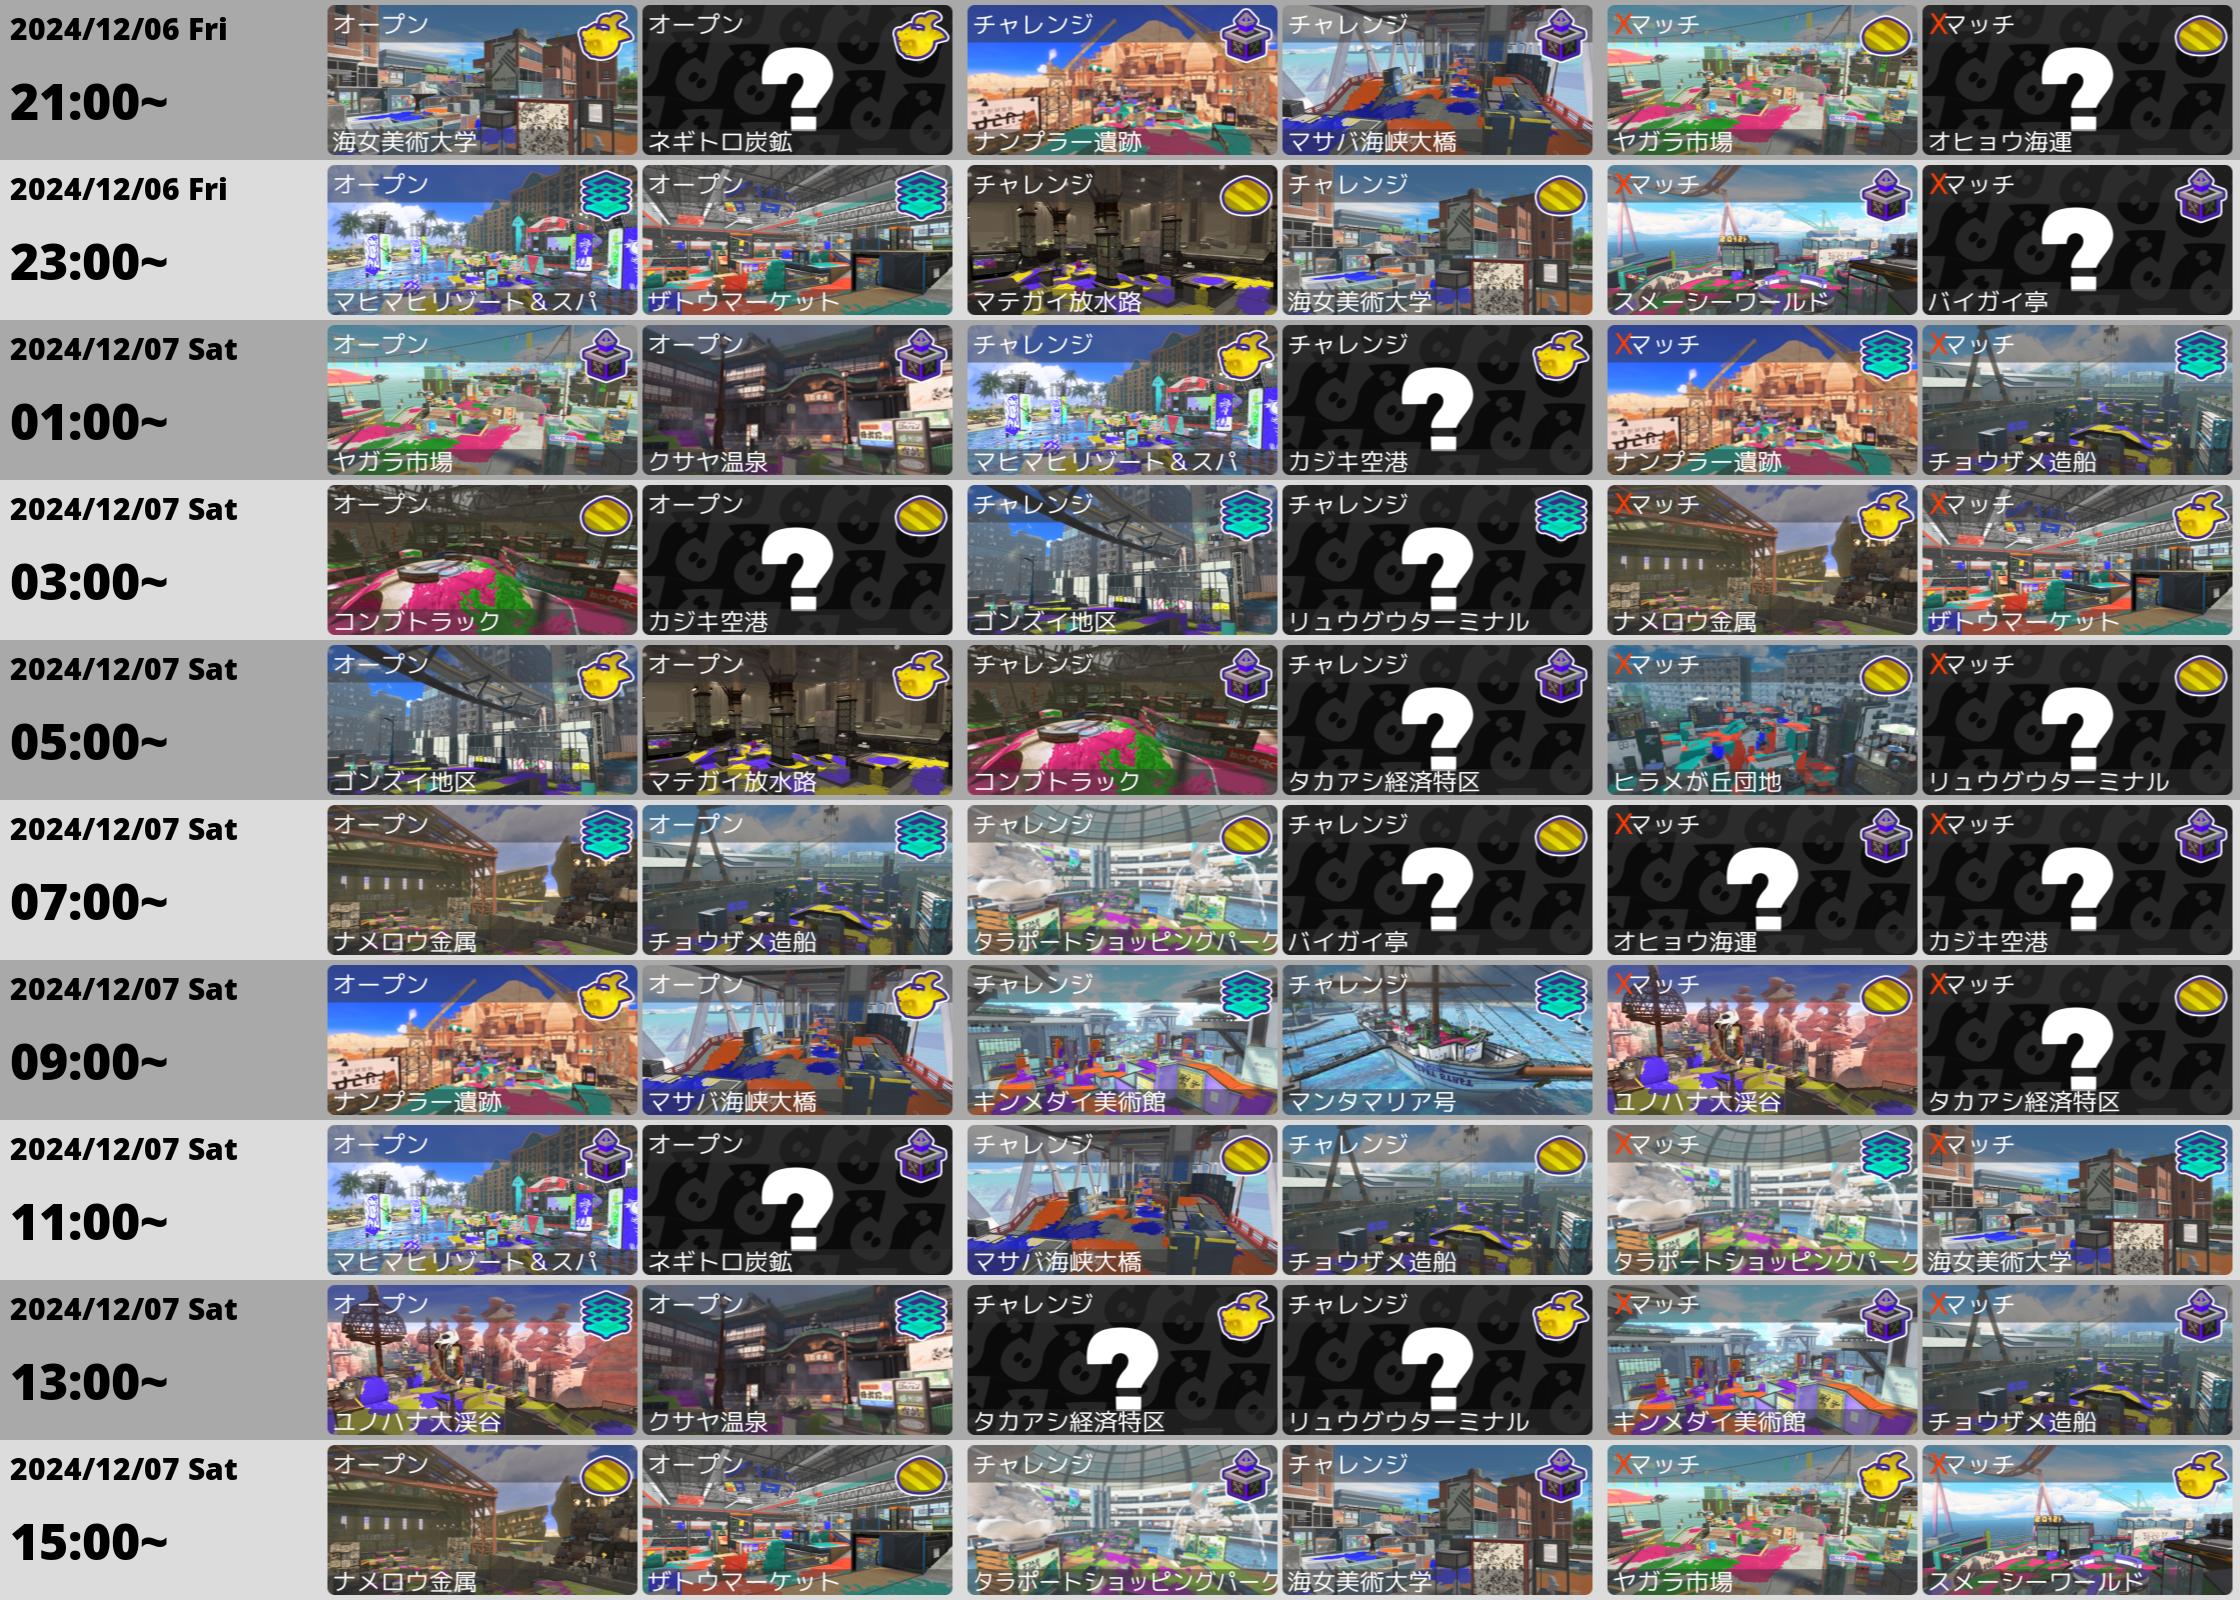 2024/12/06 Fri
21:00~
オープン
海女美術大学
オープン
ネギトロ炭鉱
チャレンジ
ナンプラー遺跡
チャレンジ
マサバ海峡大橋
Xマッチ
ヤガラ市場
Xマッチ
オヒョウ海運
2024/12/06 Fri
23:00~
オープン
マヒマヒリゾート＆スパ
オープン
ザトウマーケット
チャレンジ
マテガイ放水路
チャレンジ
海女美術大学
Xマッチ
スメーシーワールド
Xマッチ
バイガイ亭
2024/12/07 Sat
01:00~
オープン
ヤガラ市場
オープン
クサヤ温泉
チャレンジ
マヒマヒリゾート＆スパ
チャレンジ
カジキ空港
Xマッチ
ナンプラー遺跡
Xマッチ
チョウザメ造船
2024/12/07 Sat
03:00~
オープン
コンブトラック
オープン
カジキ空港
チャレンジ
ゴンズイ地区
チャレンジ
リュウグウターミナル
Xマッチ
ナメロウ金属
Xマッチ
ザトウマーケット
2024/12/07 Sat
05:00~
オープン
ゴンズイ地区
オープン
マテガイ放水路
チャレンジ
コンブトラック
チャレンジ
タカアシ経済特区
Xマッチ
ヒラメが丘団地
Xマッチ
リュウグウターミナル
2024/12/07 Sat
07:00~
オープン
ナメロウ金属
オープン
チョウザメ造船
チャレンジ
タラポートショッピングパーク
チャレンジ
バイガイ亭
Xマッチ
オヒョウ海運
Xマッチ
カジキ空港
2024/12/07 Sat
09:00~
オープン
ナンプラー遺跡
オープン
マサバ海峡大橋
チャレンジ
キンメダイ美術館
チャレンジ
マンタマリア号
Xマッチ
ユノハナ大渓谷
Xマッチ
タカアシ経済特区
2024/12/07 Sat
11:00~
オープン
マヒマヒリゾート＆スパ
オープン
ネギトロ炭鉱
チャレンジ
マサバ海峡大橋
チャレンジ
チョウザメ造船
Xマッチ
タラポートショッピングパーク
Xマッチ
海女美術大学
2024/12/07 Sat
13:00~
オープン
ユノハナ大渓谷
オープン
クサヤ温泉
チャレンジ
タカアシ経済特区
チャレンジ
リュウグウターミナル
Xマッチ
キンメダイ美術館
Xマッチ
チョウザメ造船
2024/12/07 Sat
15:00~
オープン
ナメロウ金属
オープン
ザトウマーケット
チャレンジ
タラポートショッピングパーク
チャレンジ
海女美術大学
Xマッチ
ヤガラ市場
Xマッチ
スメーシーワールド